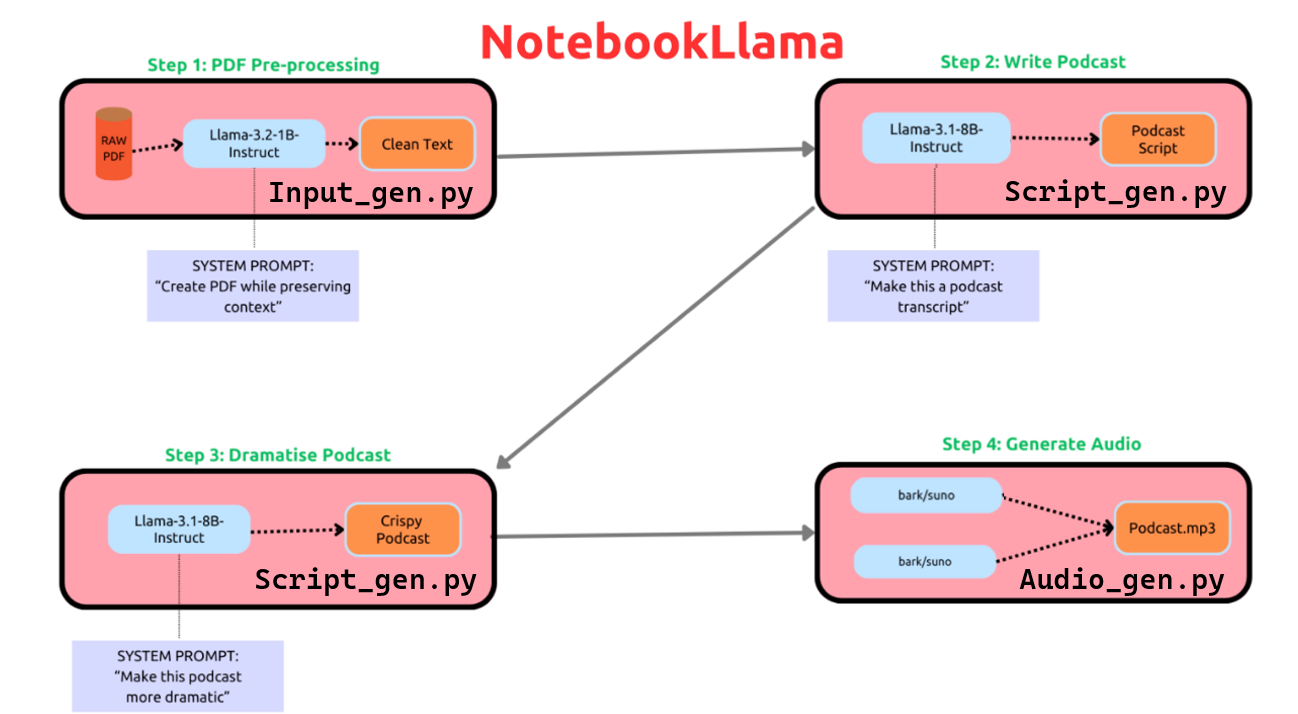 NotebookLlama
Step 1: PDF Pre-processing
RAW
PDF
Llama-3.2-1B-
Instruct
Clean Text
Input_gen.py
SYSTEM PROMPT:
“Create PDF while preserving
context”
Step 2: Write Podcast
Llama-3.1-8B-
Instruct
Podcast
Script
Script_gen.py
SYSTEM PROMPT:
“Make this a podcast
transcript”
Step 3: Dramatise Podcast
Llama-3.1-8B-
Instruct
Crispy
Podcast
Script_gen.py
SYSTEM PROMPT:
“Make this podcast
more dramatic”
Step 4: Generate Audio
bark/suno
bark/suno
Podcast.mp3
Audio_gen.py